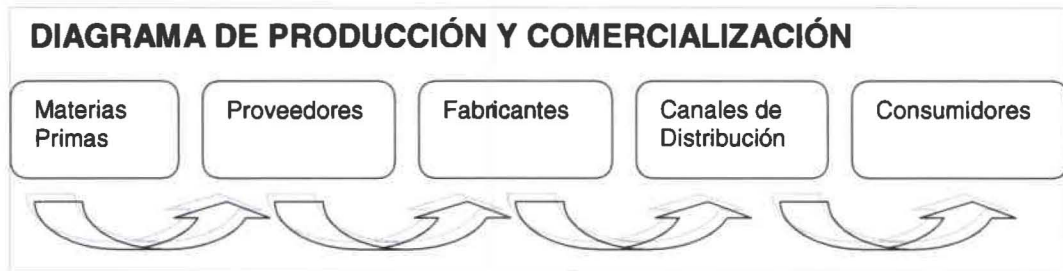 DIAGRAMA DE PRODUCCIÓN Y COMERCIALIZACIÓN
Materias
Primas
Proveedores
Fabricantes
Canales de
Distribución
Consumidores